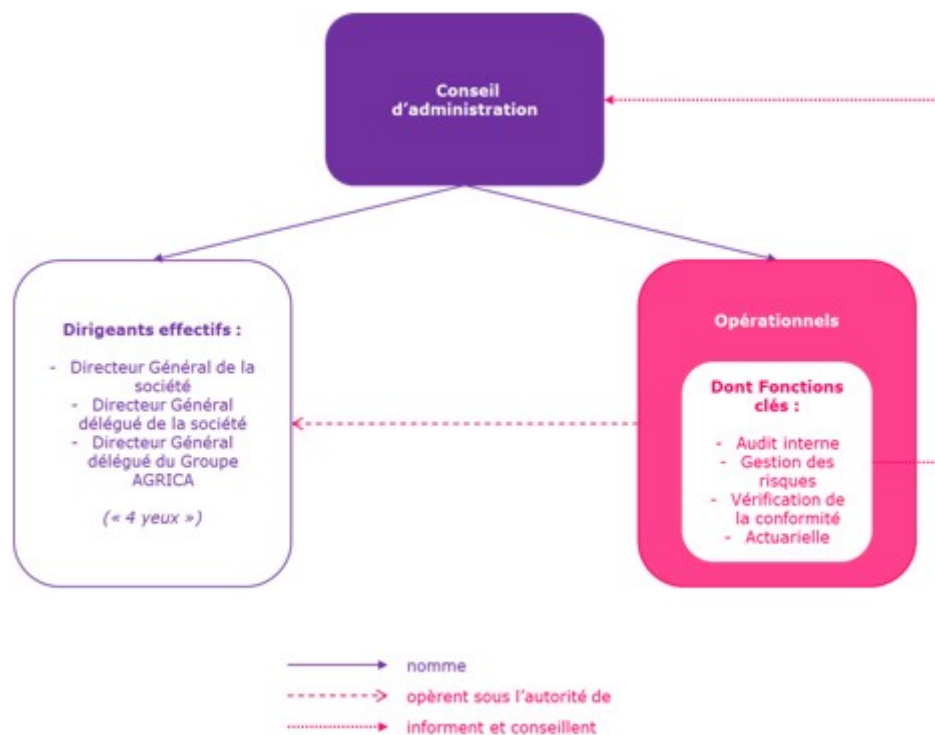 Conseil
d'administration
Dirigeants effectifs :
- Directeur Général de la
société
- Directeur Général
délégué de la société
- Directeur Général
délégué du Groupe
AGRICA
(« 4 yeux »)
Opérationnels
Dont Fonctions
clés :
- Audit interne
- Gestion des
risques
- Vérification de
la conformité
- Actuarielle
nomme
opèrent sous l'autorité de
informent et conseillent